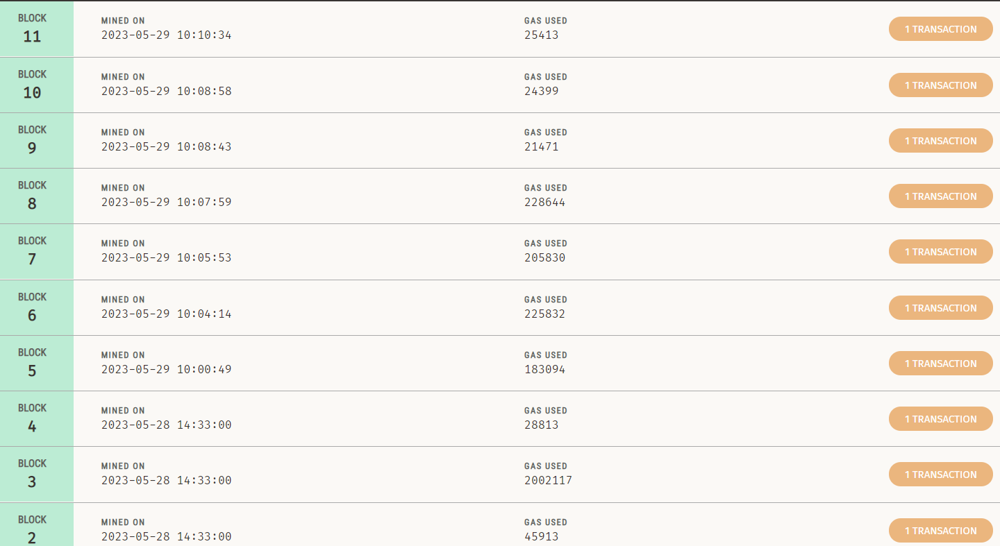 BLOCK MINED ON GAS USED
11 2023-05-29 10:10:34 25413 1 TRANSACTION
BLOCK MINED ON GAS USED
10 2023-05-29 10:08:58 24399 1 TRANSACTION
BLOCK MINED ON GAS USED
9 2023-05-29 10:08:43 21471 1 TRANSACTION
BLOCK MINED ON GAS USED
8 2023-05-29 10:07:59 228644 1 TRANSACTION
BLOCK MINED ON GAS USED
7 2023-05-29 10:05:53 205830 1 TRANSACTION
BLOCK MINED ON GAS USED
6 2023-05-29 10:04:14 225832 1 TRANSACTION
BLOCK MINED ON GAS USED
5 2023-05-29 10:00:49 183094 1 TRANSACTION
BLOCK MINED ON GAS USED
4 2023-05-28 14:33:00 28813 1 TRANSACTION
BLOCK MINED ON GAS USED
3 2023-05-28 14:33:00 2002117 1 TRANSACTION
BLOCK MINED ON GAS USED
2 2023-05-28 14:33:00 45913 1 TRANSACTION